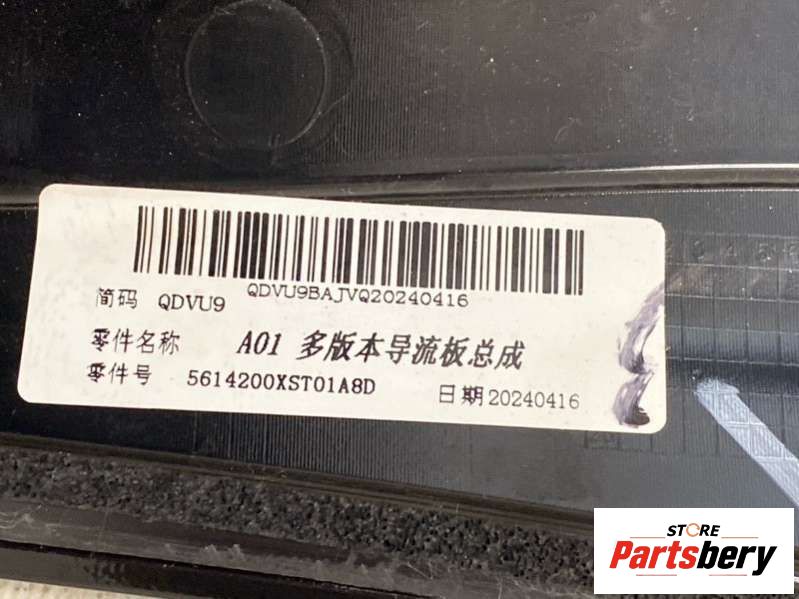 QDVU9BAJVQ20240416
简码 QDVU9
零件名称 A01 多版本导流板总成
零件号 5614200XST01A8D 日期 20240416
STORE
Partsbery